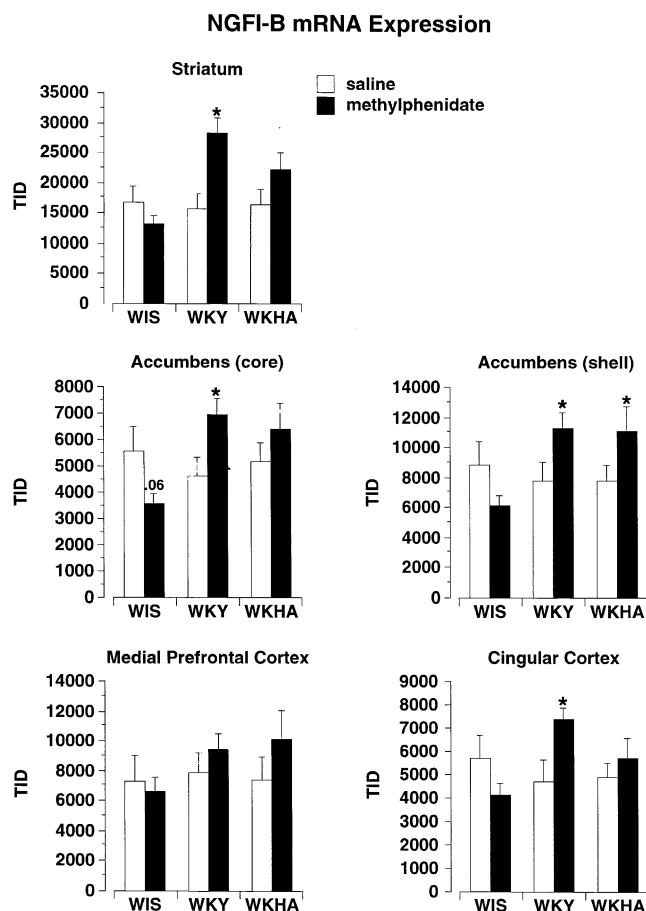 NGFI-B mRNA Expression
Striatum
saline
methylphenidate
35000
30000
25000
20000
15000
10000
5000
0
TID
*
WIS WKY WKHA
Accumbens (core)
8000
7000
6000
5000
4000
3000
2000
1000
0
TID
.06
*
WIS WKY WKHA
Accumbens (shell)
14000
12000
10000
8000
6000
4000
2000
0
TID
* *
WIS WKY WKHA
Medial Prefrontal Cortex
14000
12000
10000
8000
6000
4000
2000
0
TID
WIS WKY WKHA
Cingular Cortex
9000
8000
7000
6000
5000
4000
3000
2000
1000
0
TID
*
WIS WKY WKHA